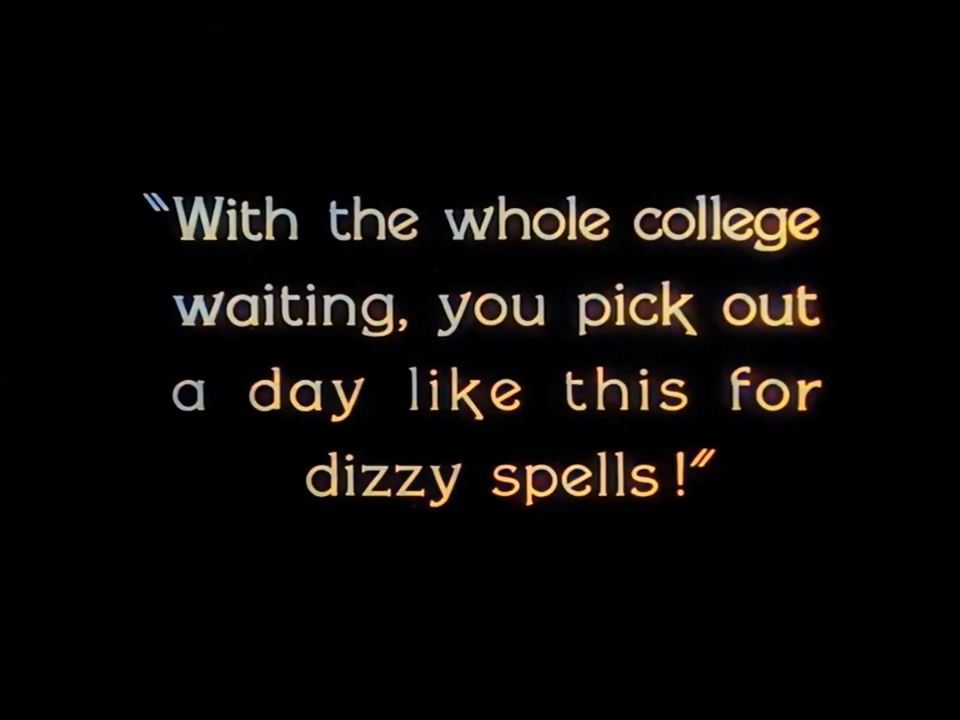 "With the whole college
waiting, you pick out
a day like this for
dizzy spells!"